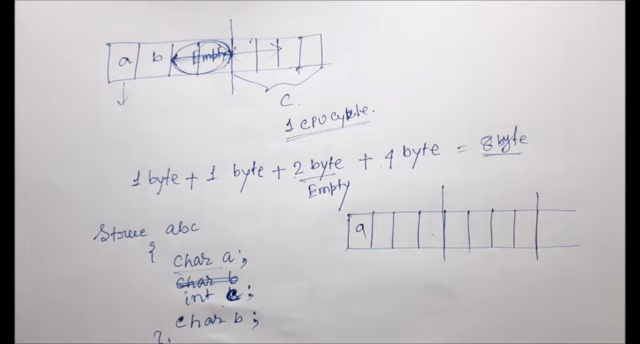 a b Empty
C
1 CPU Cycle.
1 byte + 1 byte + 2 byte + 4 byte = 8 byte
Empty
a
Struc abc
{
char a;
char b
int c;
char b;
}.